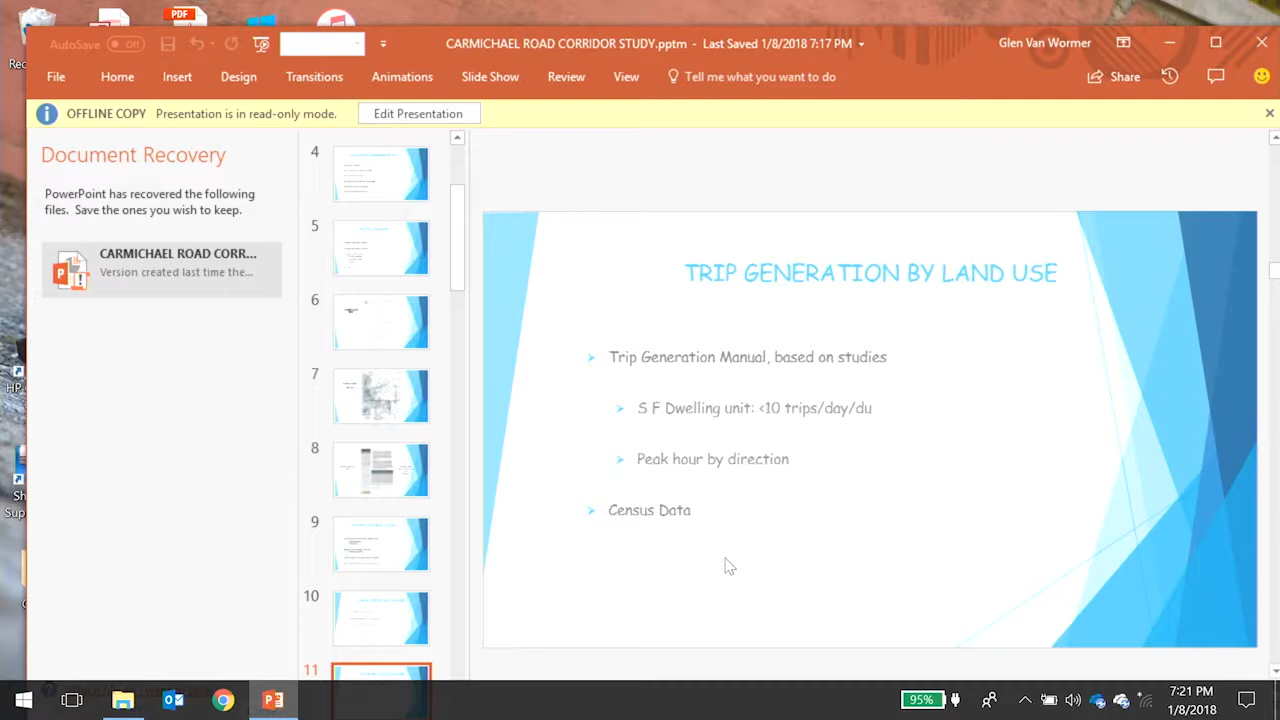 PDF
AutoSave Off
CARMICHAEL ROAD CORRIDOR STUDY.pptm - Last Saved 1/8/2018 7:17 PM
Glen Van Wormer
File Home Insert Design Transitions Animations Slide Show Review View Tell me what you want to do Share
OFFLINE COPY Presentation is in read-only mode. Edit Presentation
Document Recovery
PowerPoint has recovered the following
files. Save the ones you wish to keep.
CARMICHAEL ROAD CORR...
Version created last time the...
4
5
6
7
8
9
10
11
TRIP GENERATION BY LAND USE
Trip Generation Manual, based on studies
S F Dwelling unit: <10 trips/day/du
Peak hour by direction
Census Data
95%
7:21 PM
1/8/2018